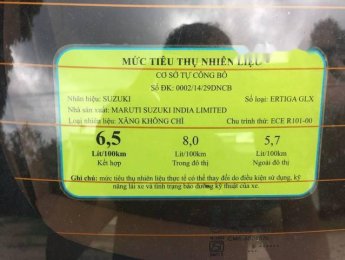 MỨC TIÊU THỤ NHIÊN LIỆU
CƠ SỞ TỰ CÔNG BỐ
Số ĐK: 0002/14/29DNCB
Nhãn hiệu: SUZUKI Số loại: ERTIGA GLX
Nhà sản xuất: MARUTI SUZUKI INDIA LIMITED
Loại nhiên liệu: XĂNG KHÔNG CHÌ Chu trình thử: ECE R101-00
6,5 8,0 5,7
Lít/100km Lít/100km Lít/100km
Kết hợp Trong đô thị Ngoài đô thị
Ghi chú: mức tiêu thụ nhiên liệu thực tế có thể thay đổi do điều kiện sử dụng, kỹ
năng lái xe và tình trạng bảo dưỡng kỹ thuật của xe.